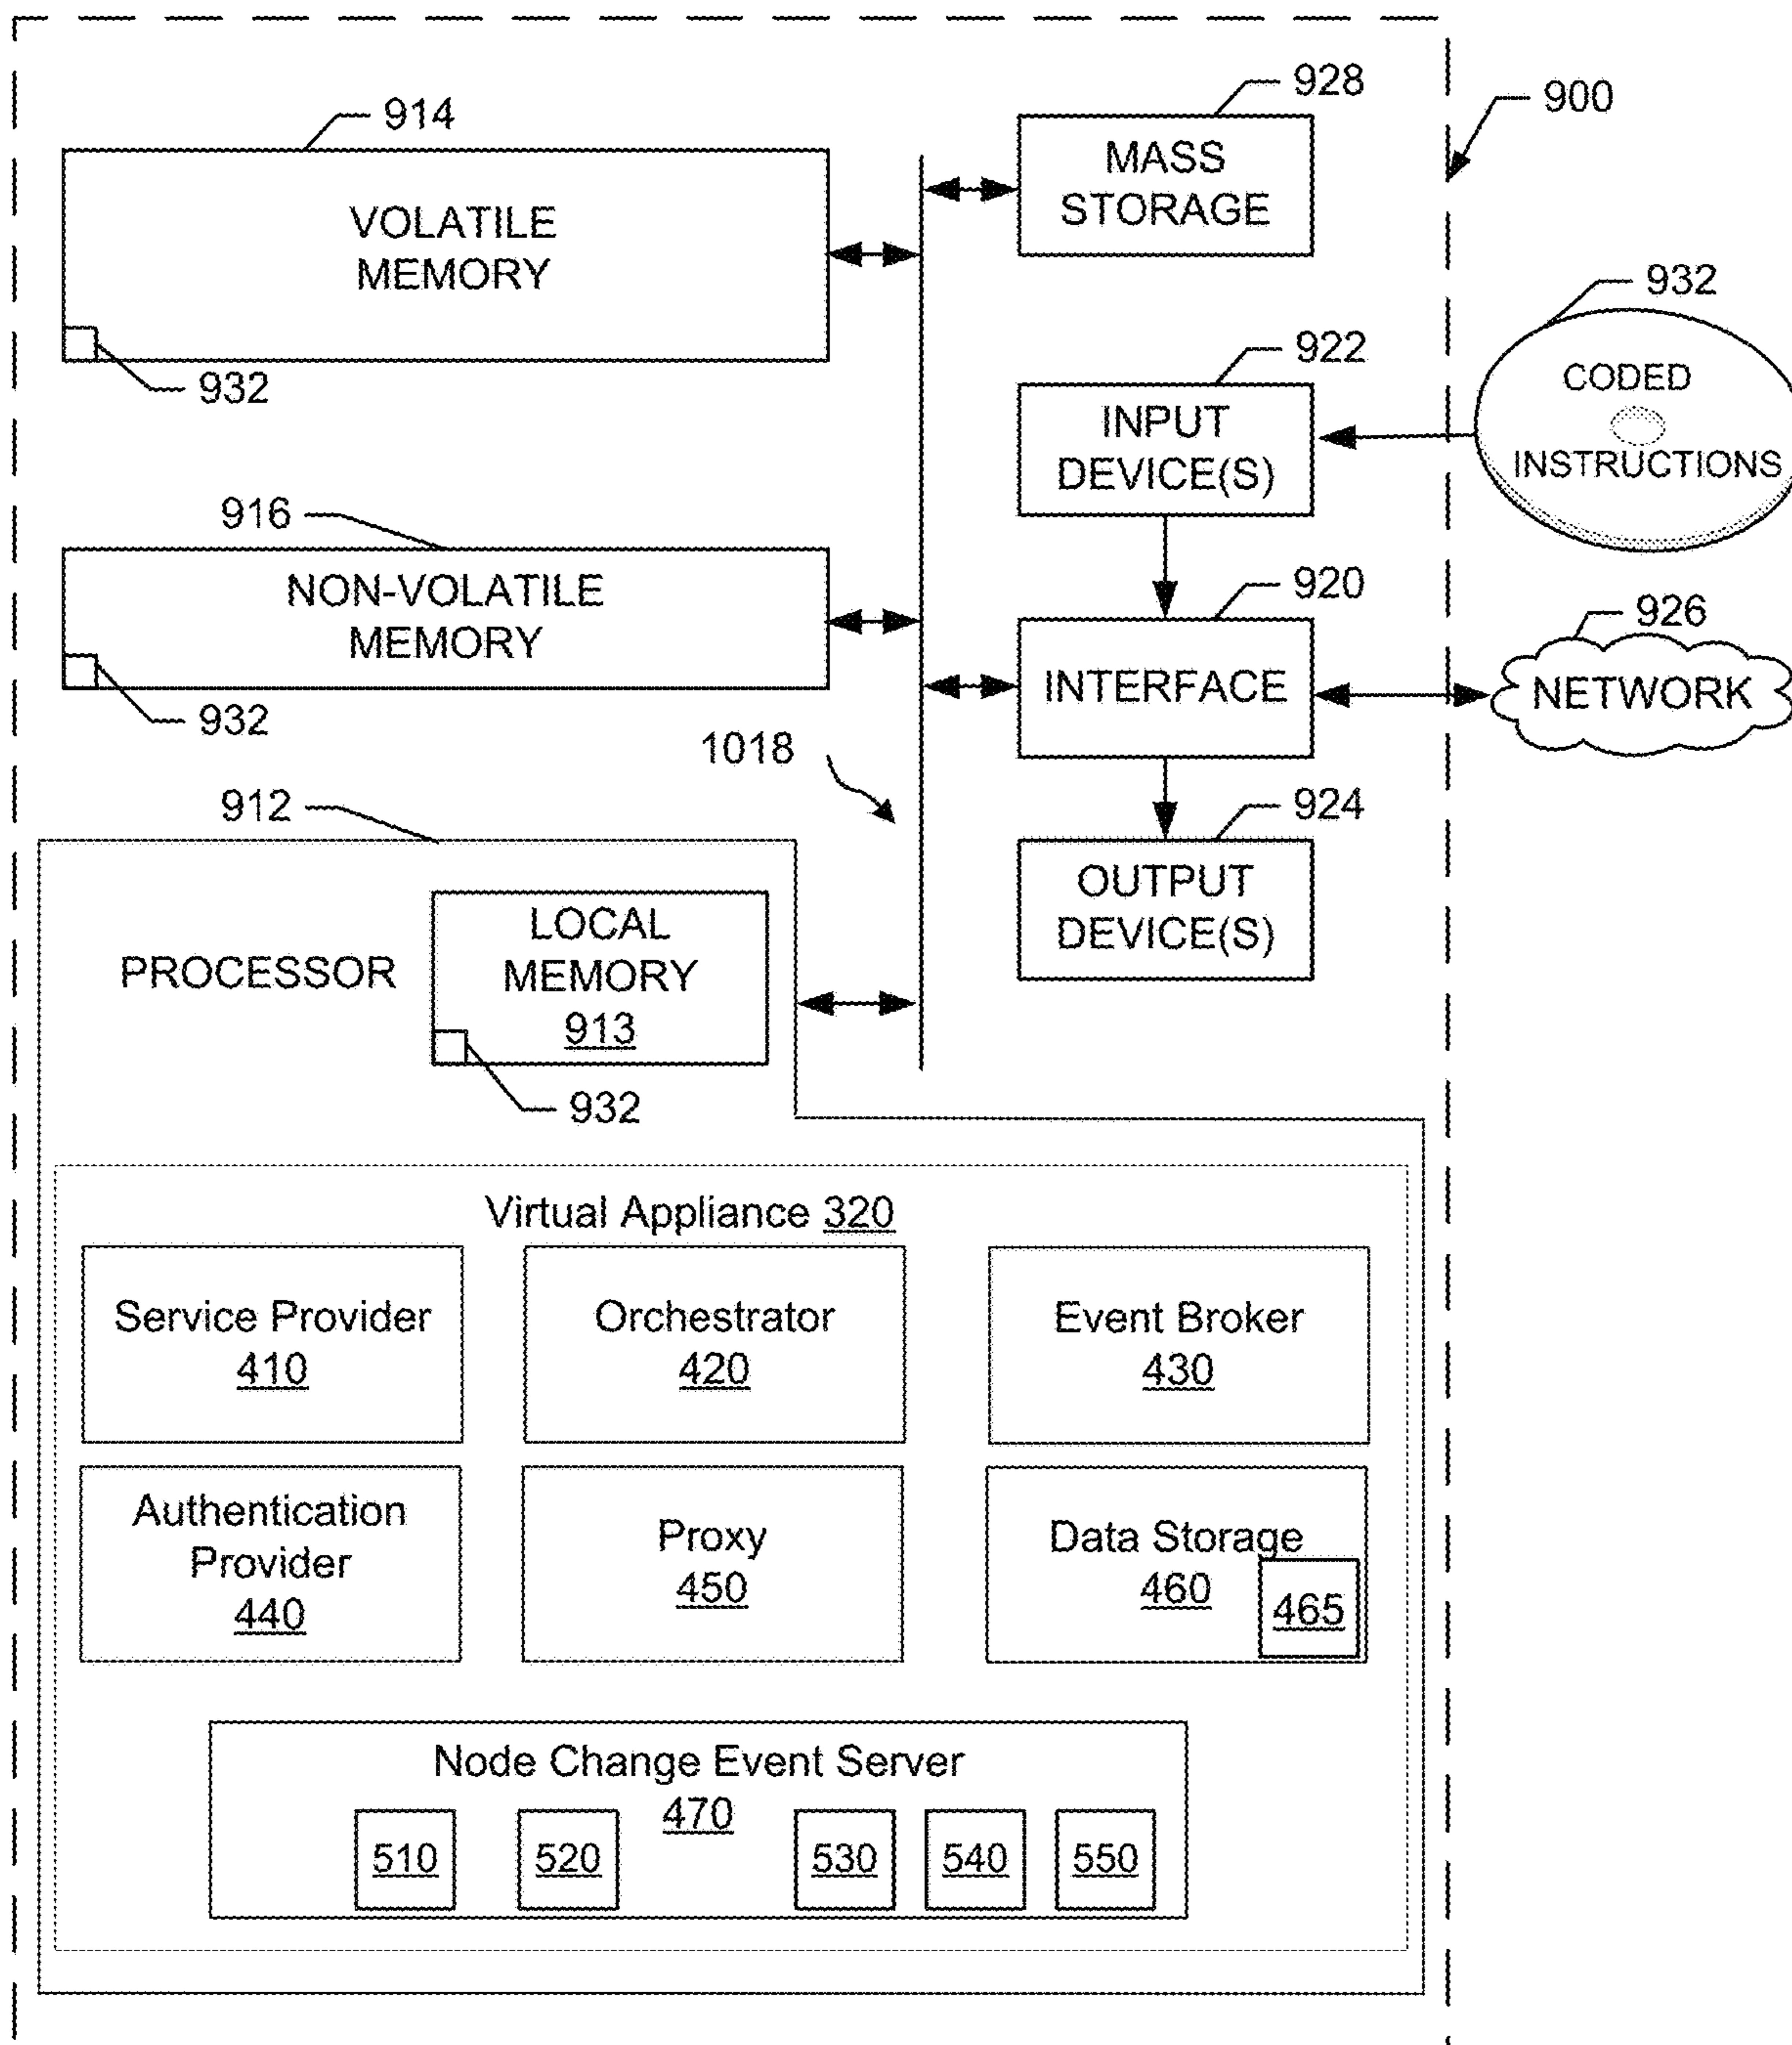 928
900
914
MASS
STORAGE
VOLATILE
MEMORY
932
932
922
CODED
INSTRUCTIONS
INPUT
DEVICE(S)
916
920
NON-VOLATILE
MEMORY
926
INTERFACE
NETWORK
932
1018
912
924
OUTPUT
DEVICE(S)
LOCAL
MEMORY
913
PROCESSOR
932
Virtual Appliance 320
Service Provider
410
Orchestrator
420
Event Broker
430
Authentication
Provider
440
Proxy
450
Data Storage
460
465
Node Change Event Server
470
510
520
530
540
550